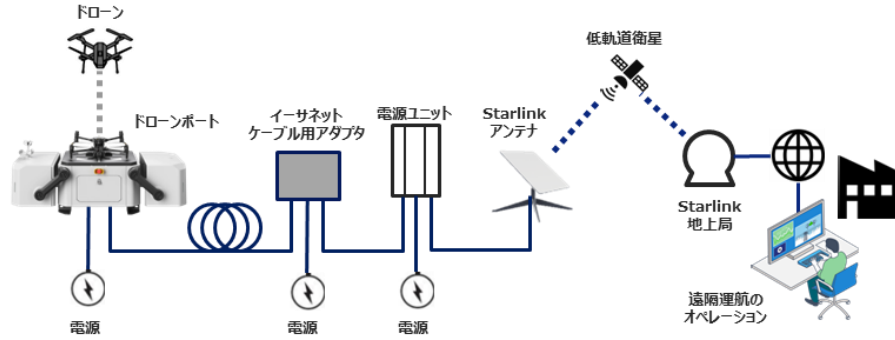 ドローン
ドローンポート
イーサネット
ケーブル用アダプタ
電源ユニット
Starlink
アンテナ
低軌道衛星
Starlink
地上局
遠隔運航の
オペレーション
電源
電源
電源